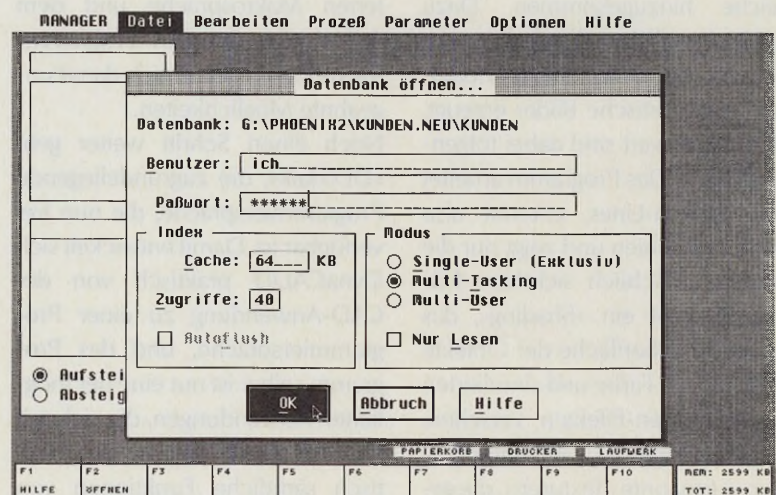 MANAGER Datei Bearbeiten Prozeß Parameter Optionen Hilfe
Datenbank öffnen...
Datenbank: G:\PHOENIH2\KUNDEN.NEU\KUNDEN
Benutzer: ich
Paßwort: ******
Index
Cache: 64 KB
Zugriffe: 40
Autoflush
Modus
Single-User (Exklusiv)
Multi-Tasking
Multi-User
Nur Lesen
Aufstei
Absteig
OK
Abbruch
Hilfe
PAPIERKORB DRUCKER LAUFWERK
F1 F2 F3 F4 F5 F6 F7 F8 F9 F10 REM: 2599 KB
HILFE ÖFFNEN TOT: 2599 KB